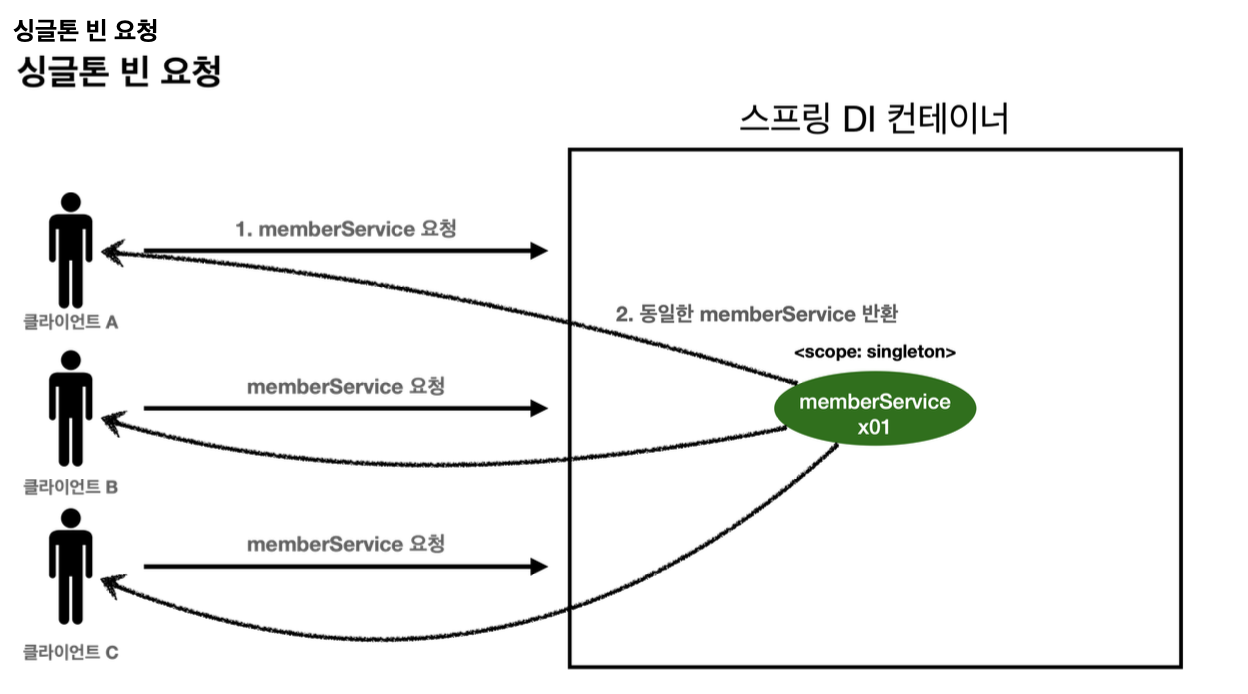 싱글톤 빈 요청
싱글톤 빈 요청
스프링 DI 컨테이너
1. memberService 요청
클라이언트 A
2. 동일한 memberService 반환
<scope: singleton>
memberService
x01
memberService 요청
클라이언트 B
memberService 요청
클라이언트 C